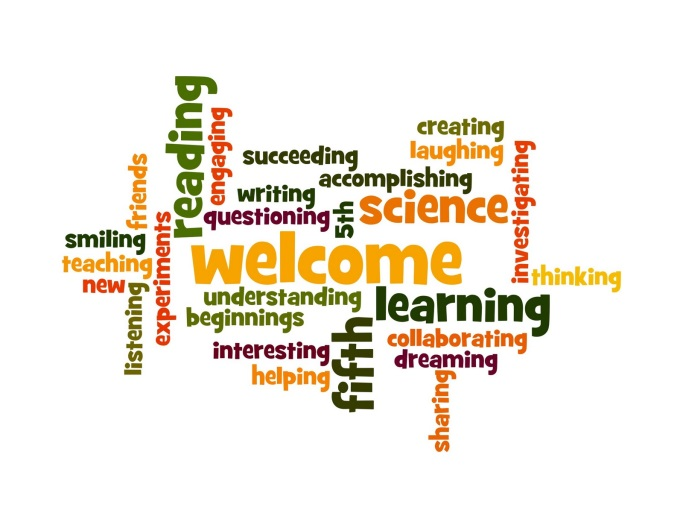 reading
engaging
creating
laughing
succeeding
accomplishing
investigating
friends
writing
5th
science
questioning
smiling
experiments
welcome
teaching
thinking
new
listening
understanding
learning
beginnings
fifth
collaborating
interesting
dreaming
helping
sharing